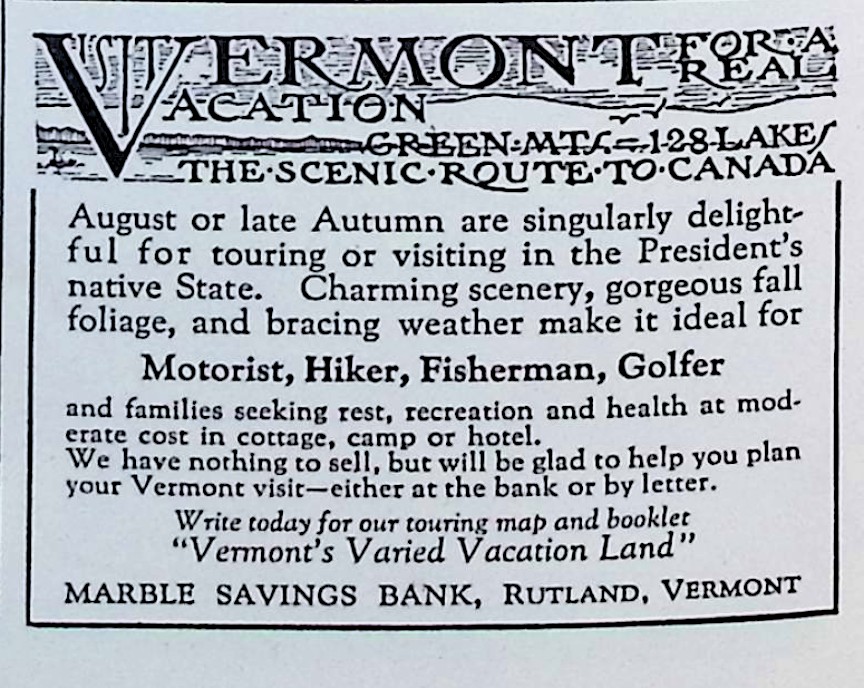 VISIT VERMONT FOR·A
REAL
VACATION
GREEN·MTS·=·128·LAKES
THE·SCENIC·ROUTE·TO·CANADA
August or late Autumn are singularly delight-
ful for touring or visiting in the President's
native State. Charming scenery, gorgeous fall
foliage, and bracing weather make it ideal for
Motorist, Hiker, Fisherman, Golfer
and families seeking rest, recreation and health at mod-
erate cost in cottage, camp or hotel.
We have nothing to sell, but will be glad to help you plan
your Vermont visit—either at the bank or by letter.
Write today for our touring map and booklet
"Vermont's Varied Vacation Land"
MARBLE SAVINGS BANK, RUTLAND, VERMONT